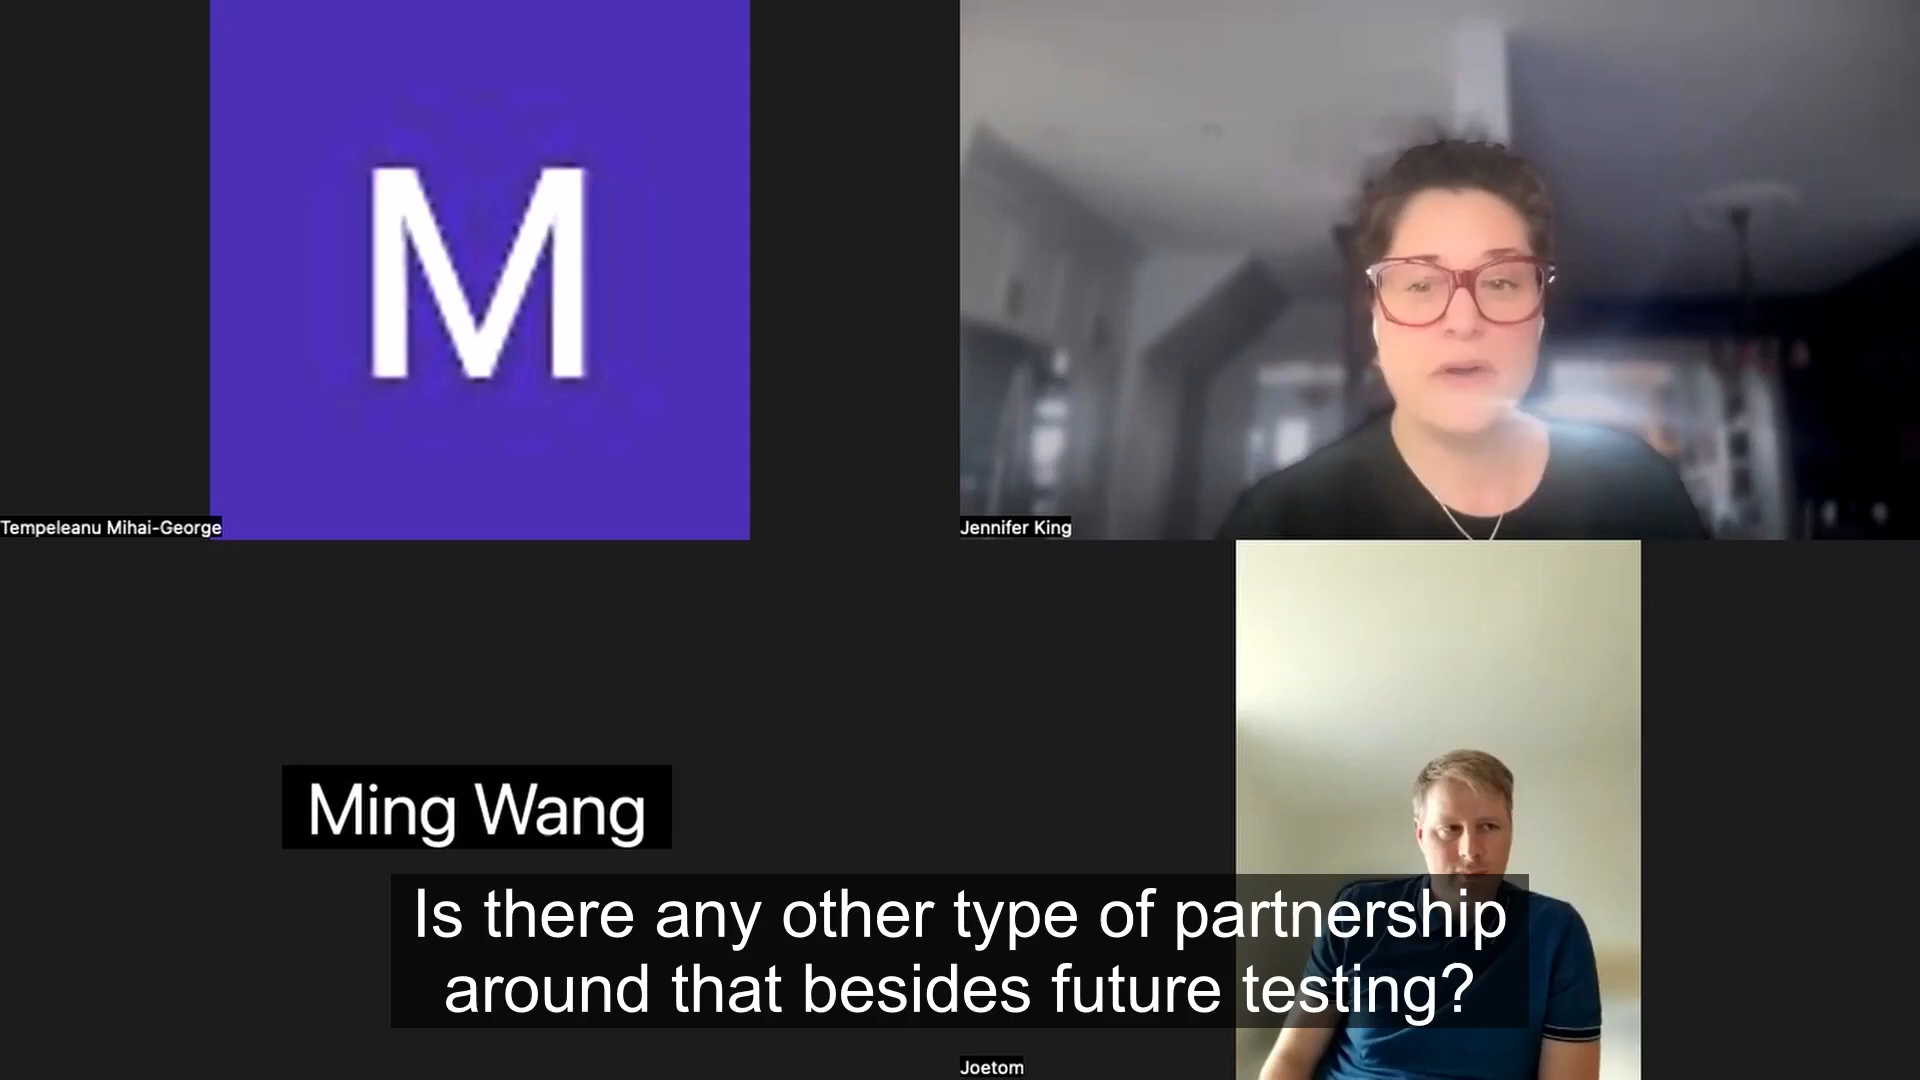 M
Tempeleanu Mihai-George
Jennifer King
Ming Wang
Is there any other type of partnership
around that besides future testing?
Joetom